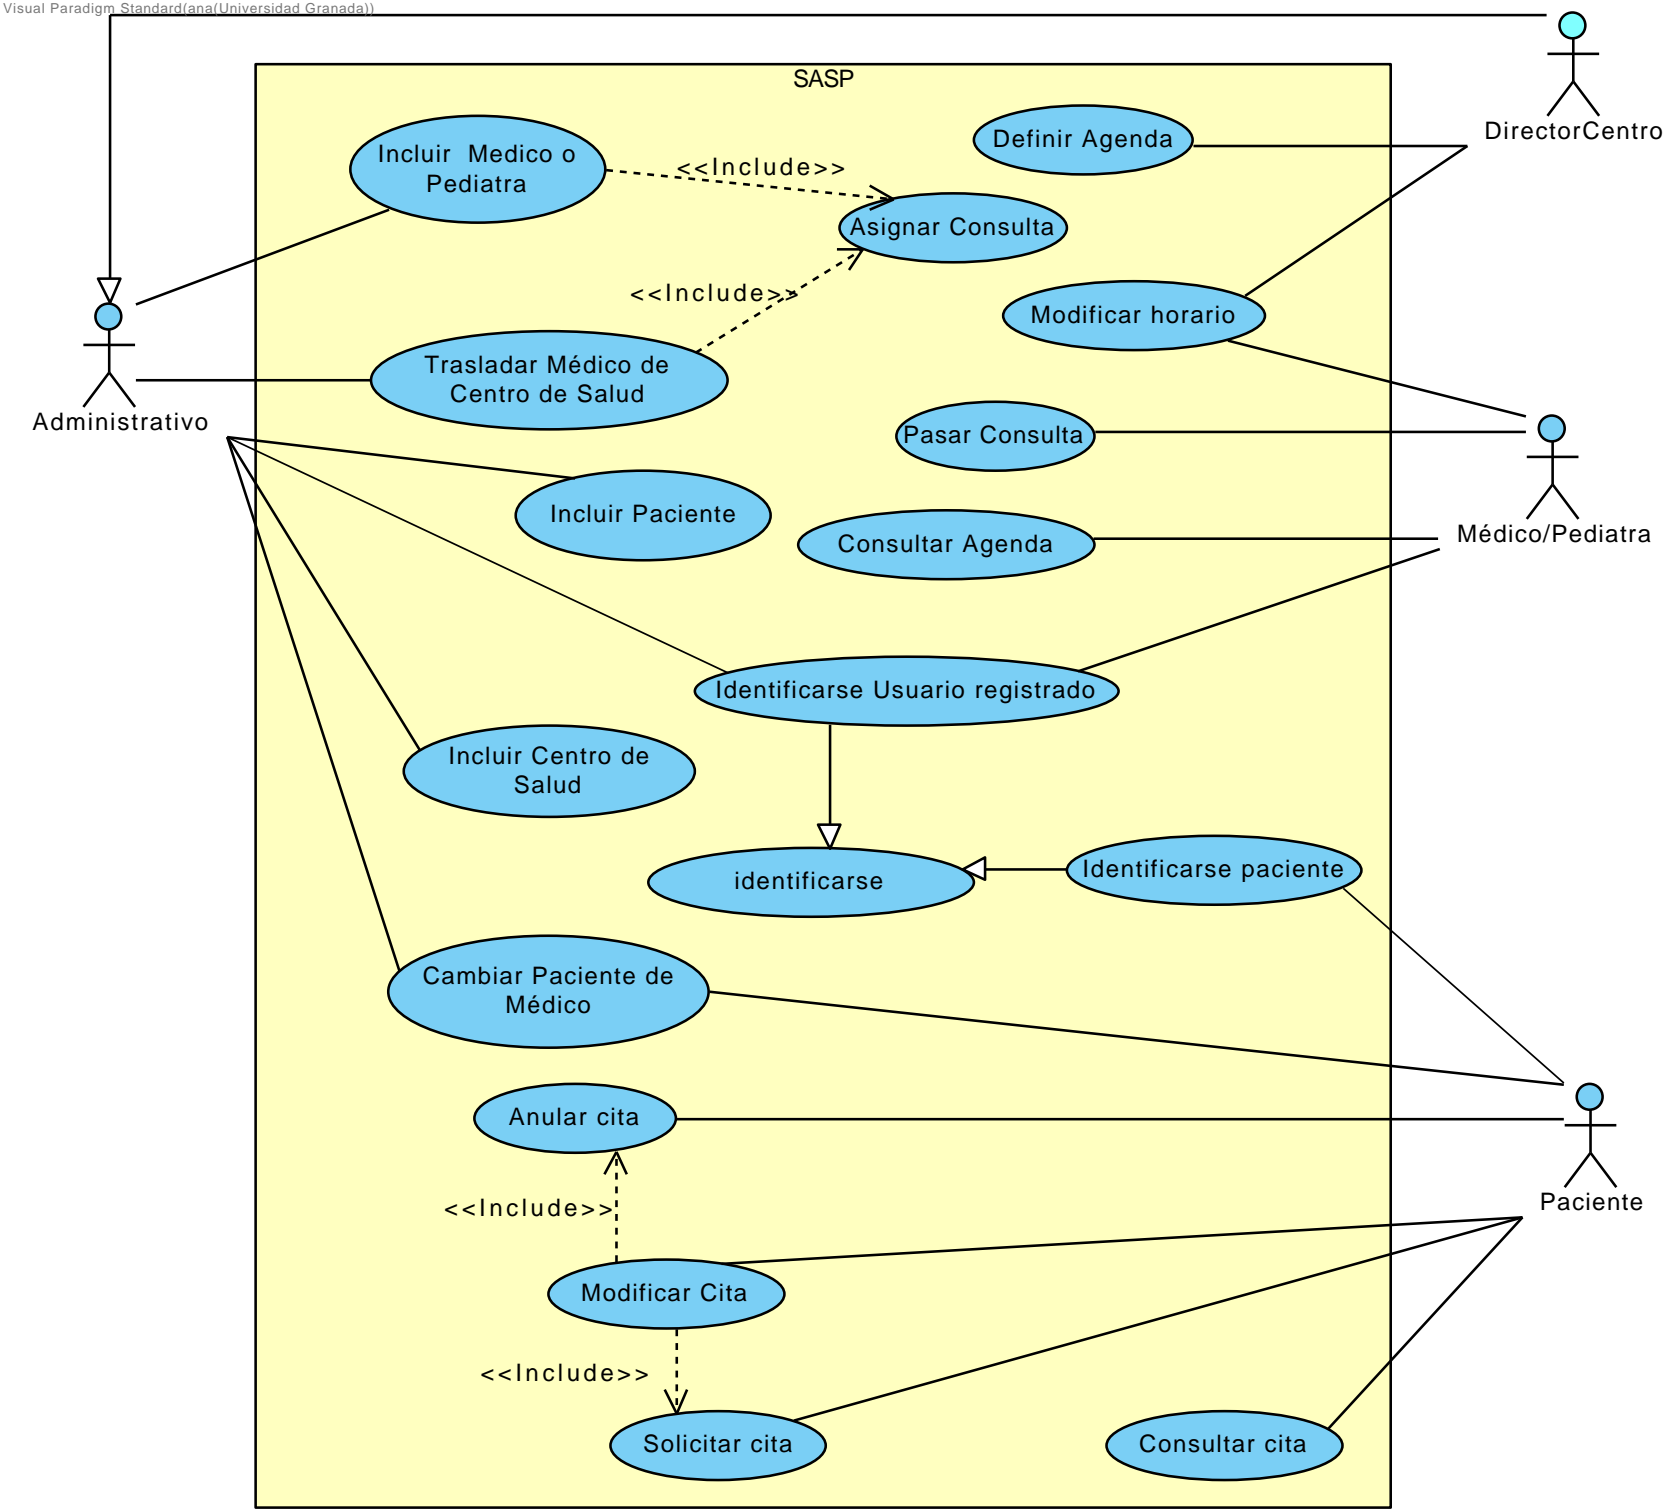 Visual Paradigm Standard(ana(Universidad Granada))
SASP
DirectorCentro
Definir Agenda
Incluir Medico o
Pediatra
<<Include>>
Asignar Consulta
<<Include>>
Modificar horario
Trasladar Médico de
Centro de Salud
Administrativo
Pasar Consulta
Incluir Paciente
Consultar Agenda
Médico/Pediatra
Identificarse Usuario registrado
Incluir Centro de
Salud
identificarse
Identificarse paciente
Cambiar Paciente de
Médico
Anular cita
Paciente
<<Include>>
Modificar Cita
<<Include>>
Solicitar cita
Consultar cita